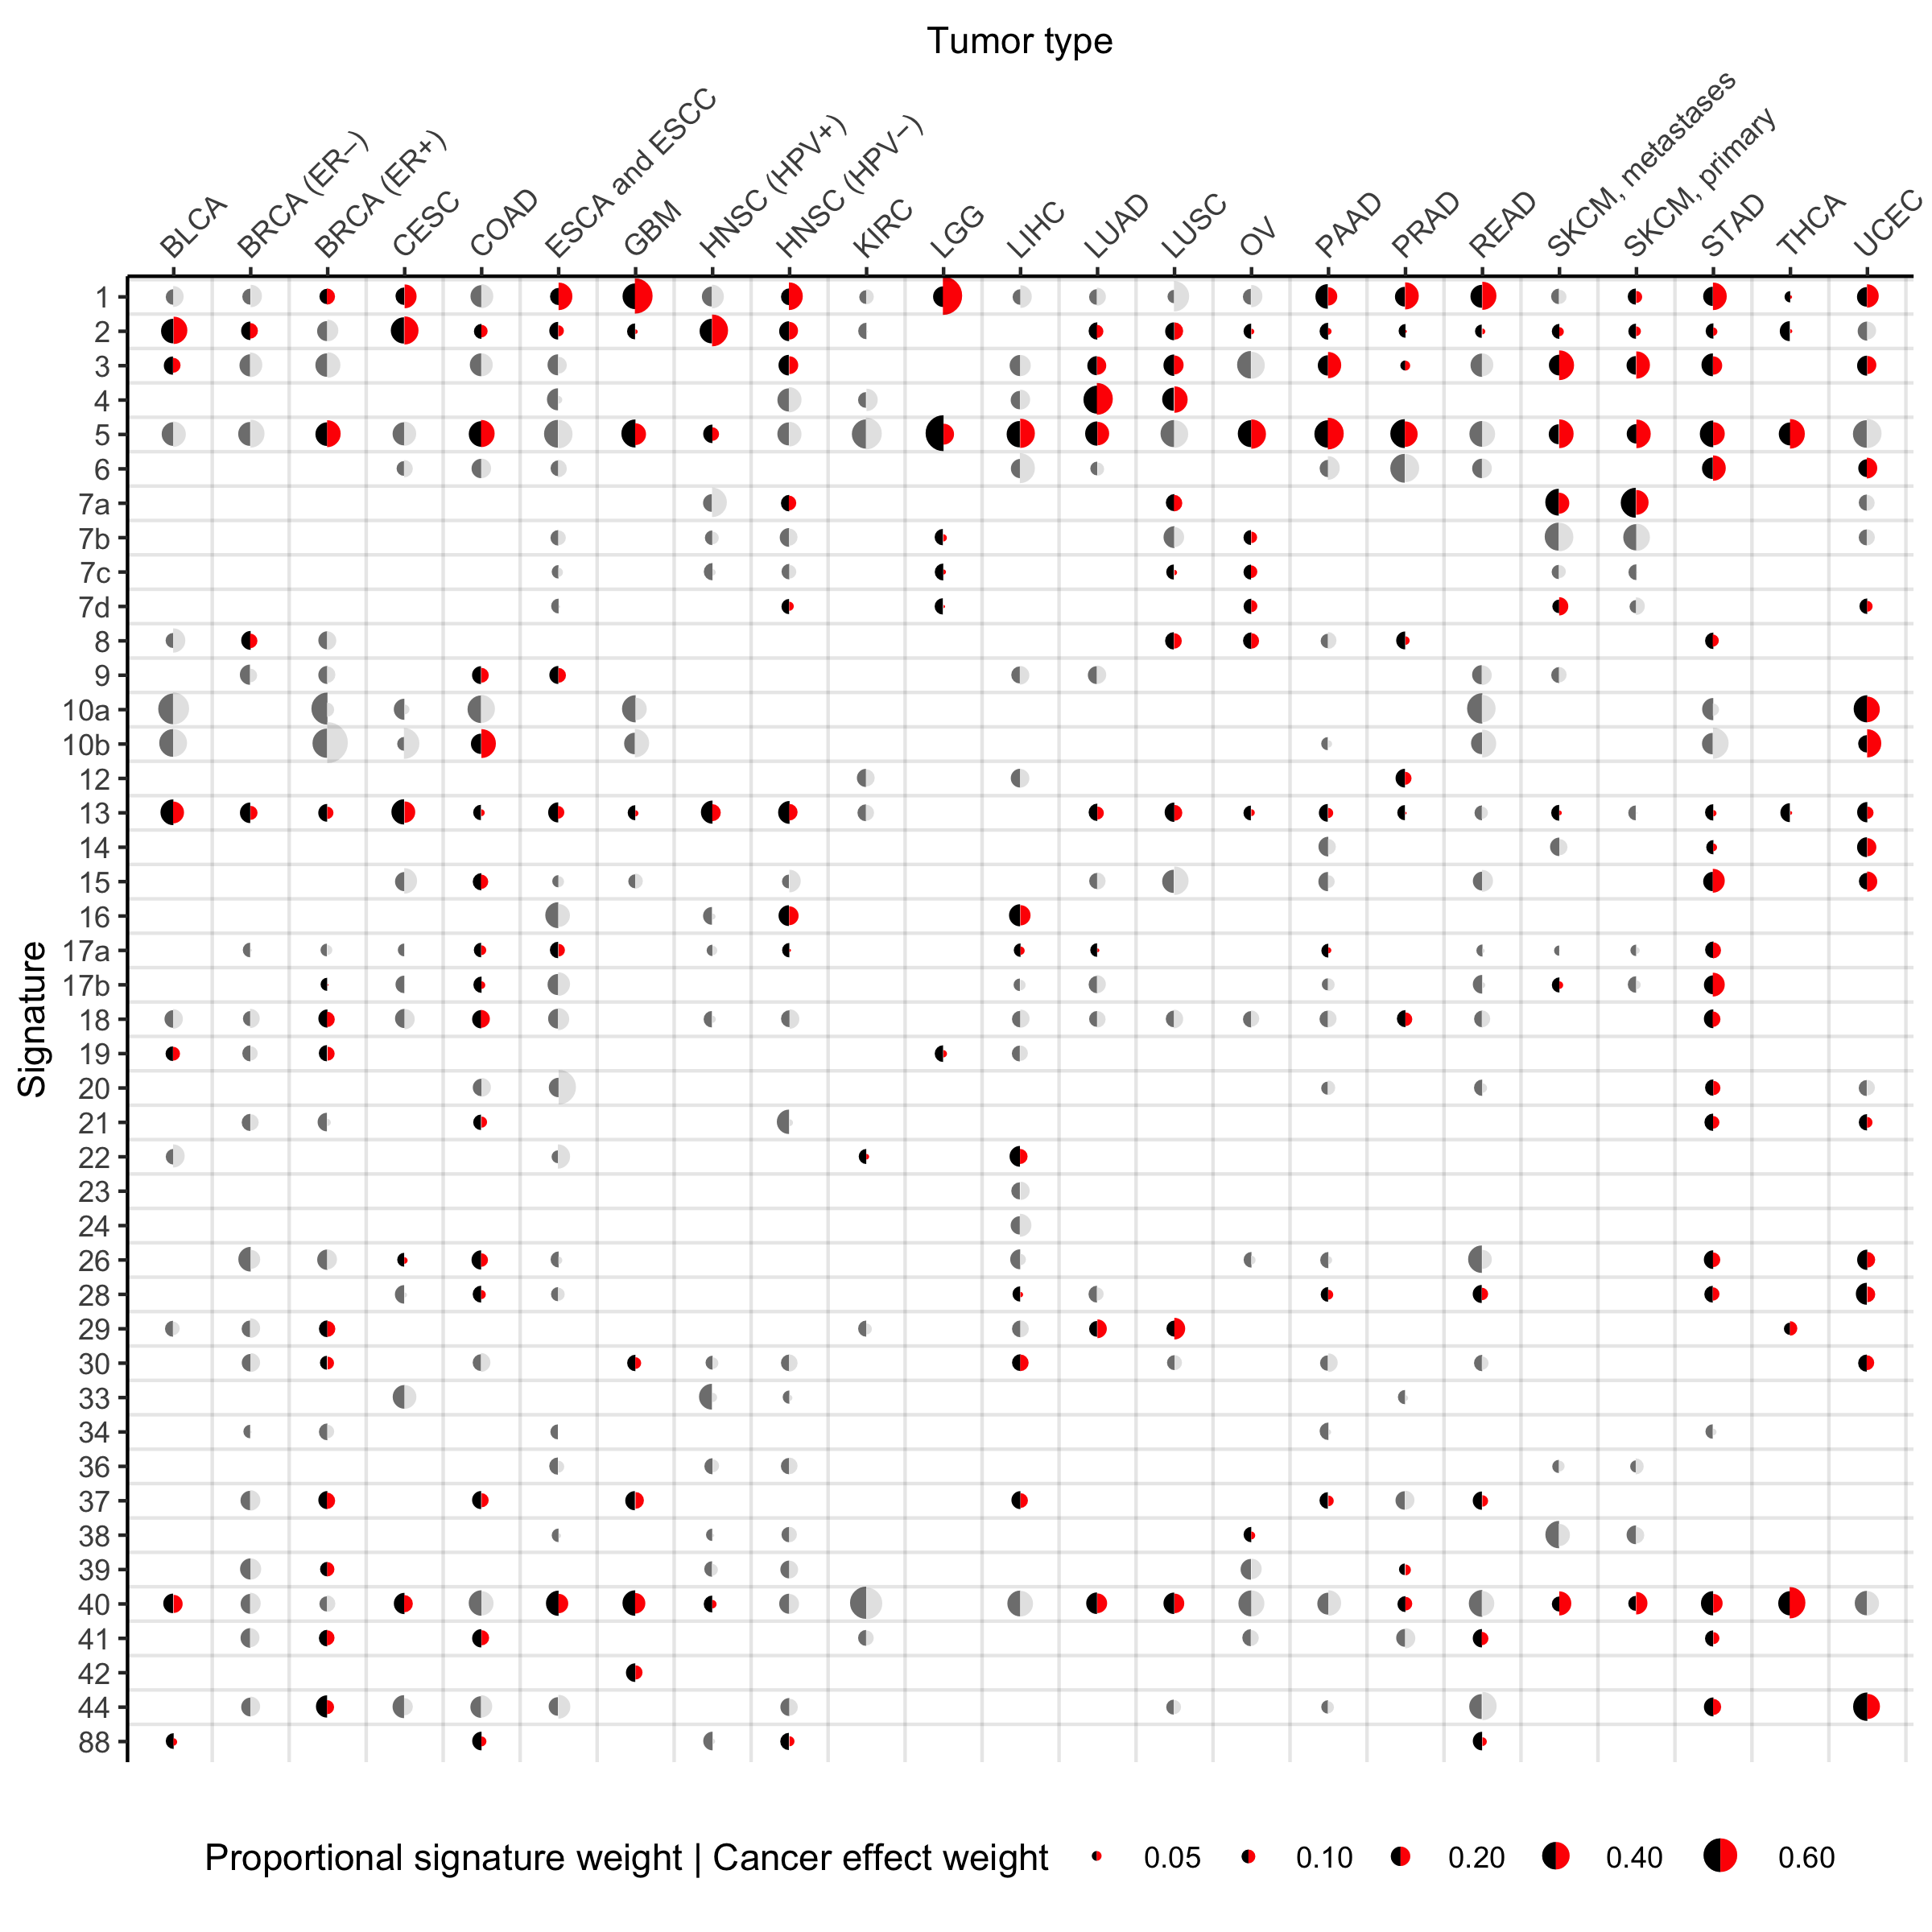 Tumor type
BLCA
BRCA (ER−)
BRCA (ER+)
CESC
COAD
ESCA and ESCC
GBM
HNSC (HPV+)
HNSC (HPV−)
KIRC
LGG
LIHC
LUAD
LUSC
OV
PAAD
PRAD
READ
SKCM, metastases
SKCM, primary
STAD
THCA
UCEC
Signature
1
2
3
4
5
6
7a
7b
7c
7d
8
9
10a
10b
12
13
14
15
16
17a
17b
18
19
20
21
22
23
24
26
28
29
30
33
34
36
37
38
39
40
41
42
44
88
Proportional signature weight | Cancer effect weight 0.05 0.10 0.20 0.40 0.60